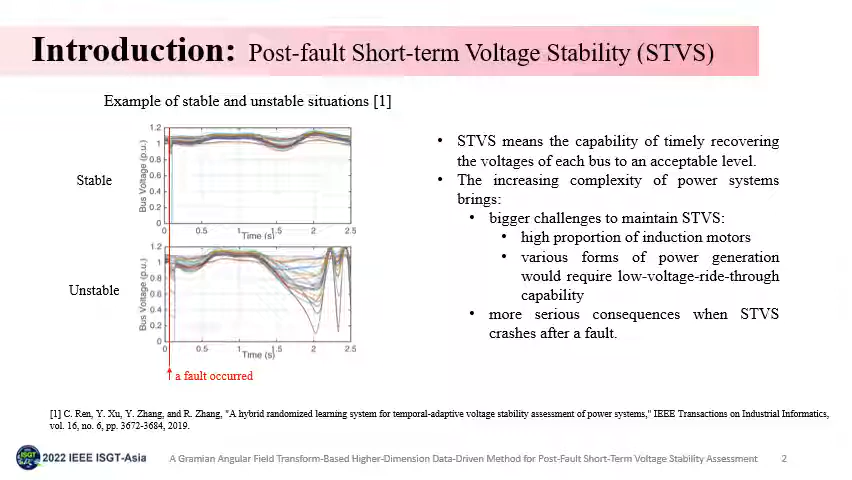 Introduction: Post-fault Short-term Voltage Stability (STVS)
Example of stable and unstable situations [1]
Stable
Bus Voltage (p.u.)
1.2
1
0.8
0.6
0.4
0.2
0
0 0.5 1 1.5 2 2.5
Time (s)
Unstable
Bus Voltage (p.u.)
1.2
1
0.8
0.6
0.4
0.2
0
0 0.5 1 1.5 2 2.5
Time (s)
a fault occurred
• STVS means the capability of timely recovering
the voltages of each bus to an acceptable level.
• The increasing complexity of power systems
brings:
• bigger challenges to maintain STVS:
• high proportion of induction motors
• various forms of power generation
would require low-voltage-ride-through
capability
• more serious consequences when STVS
crashes after a fault.
[1] C. Ren, Y. Xu, Y. Zhang, and R. Zhang, "A hybrid randomized learning system for temporal-adaptive voltage stability assessment of power systems," IEEE Transactions on Industrial Informatics,
vol. 16, no. 6, pp. 3672-3684, 2019.
ISGT
2022 IEEE ISGT-Asia
A Gramian Angular Field Transform-Based Higher-Dimension Data-Driven Method for Post-Fault Short-Term Voltage Stability Assessment
2